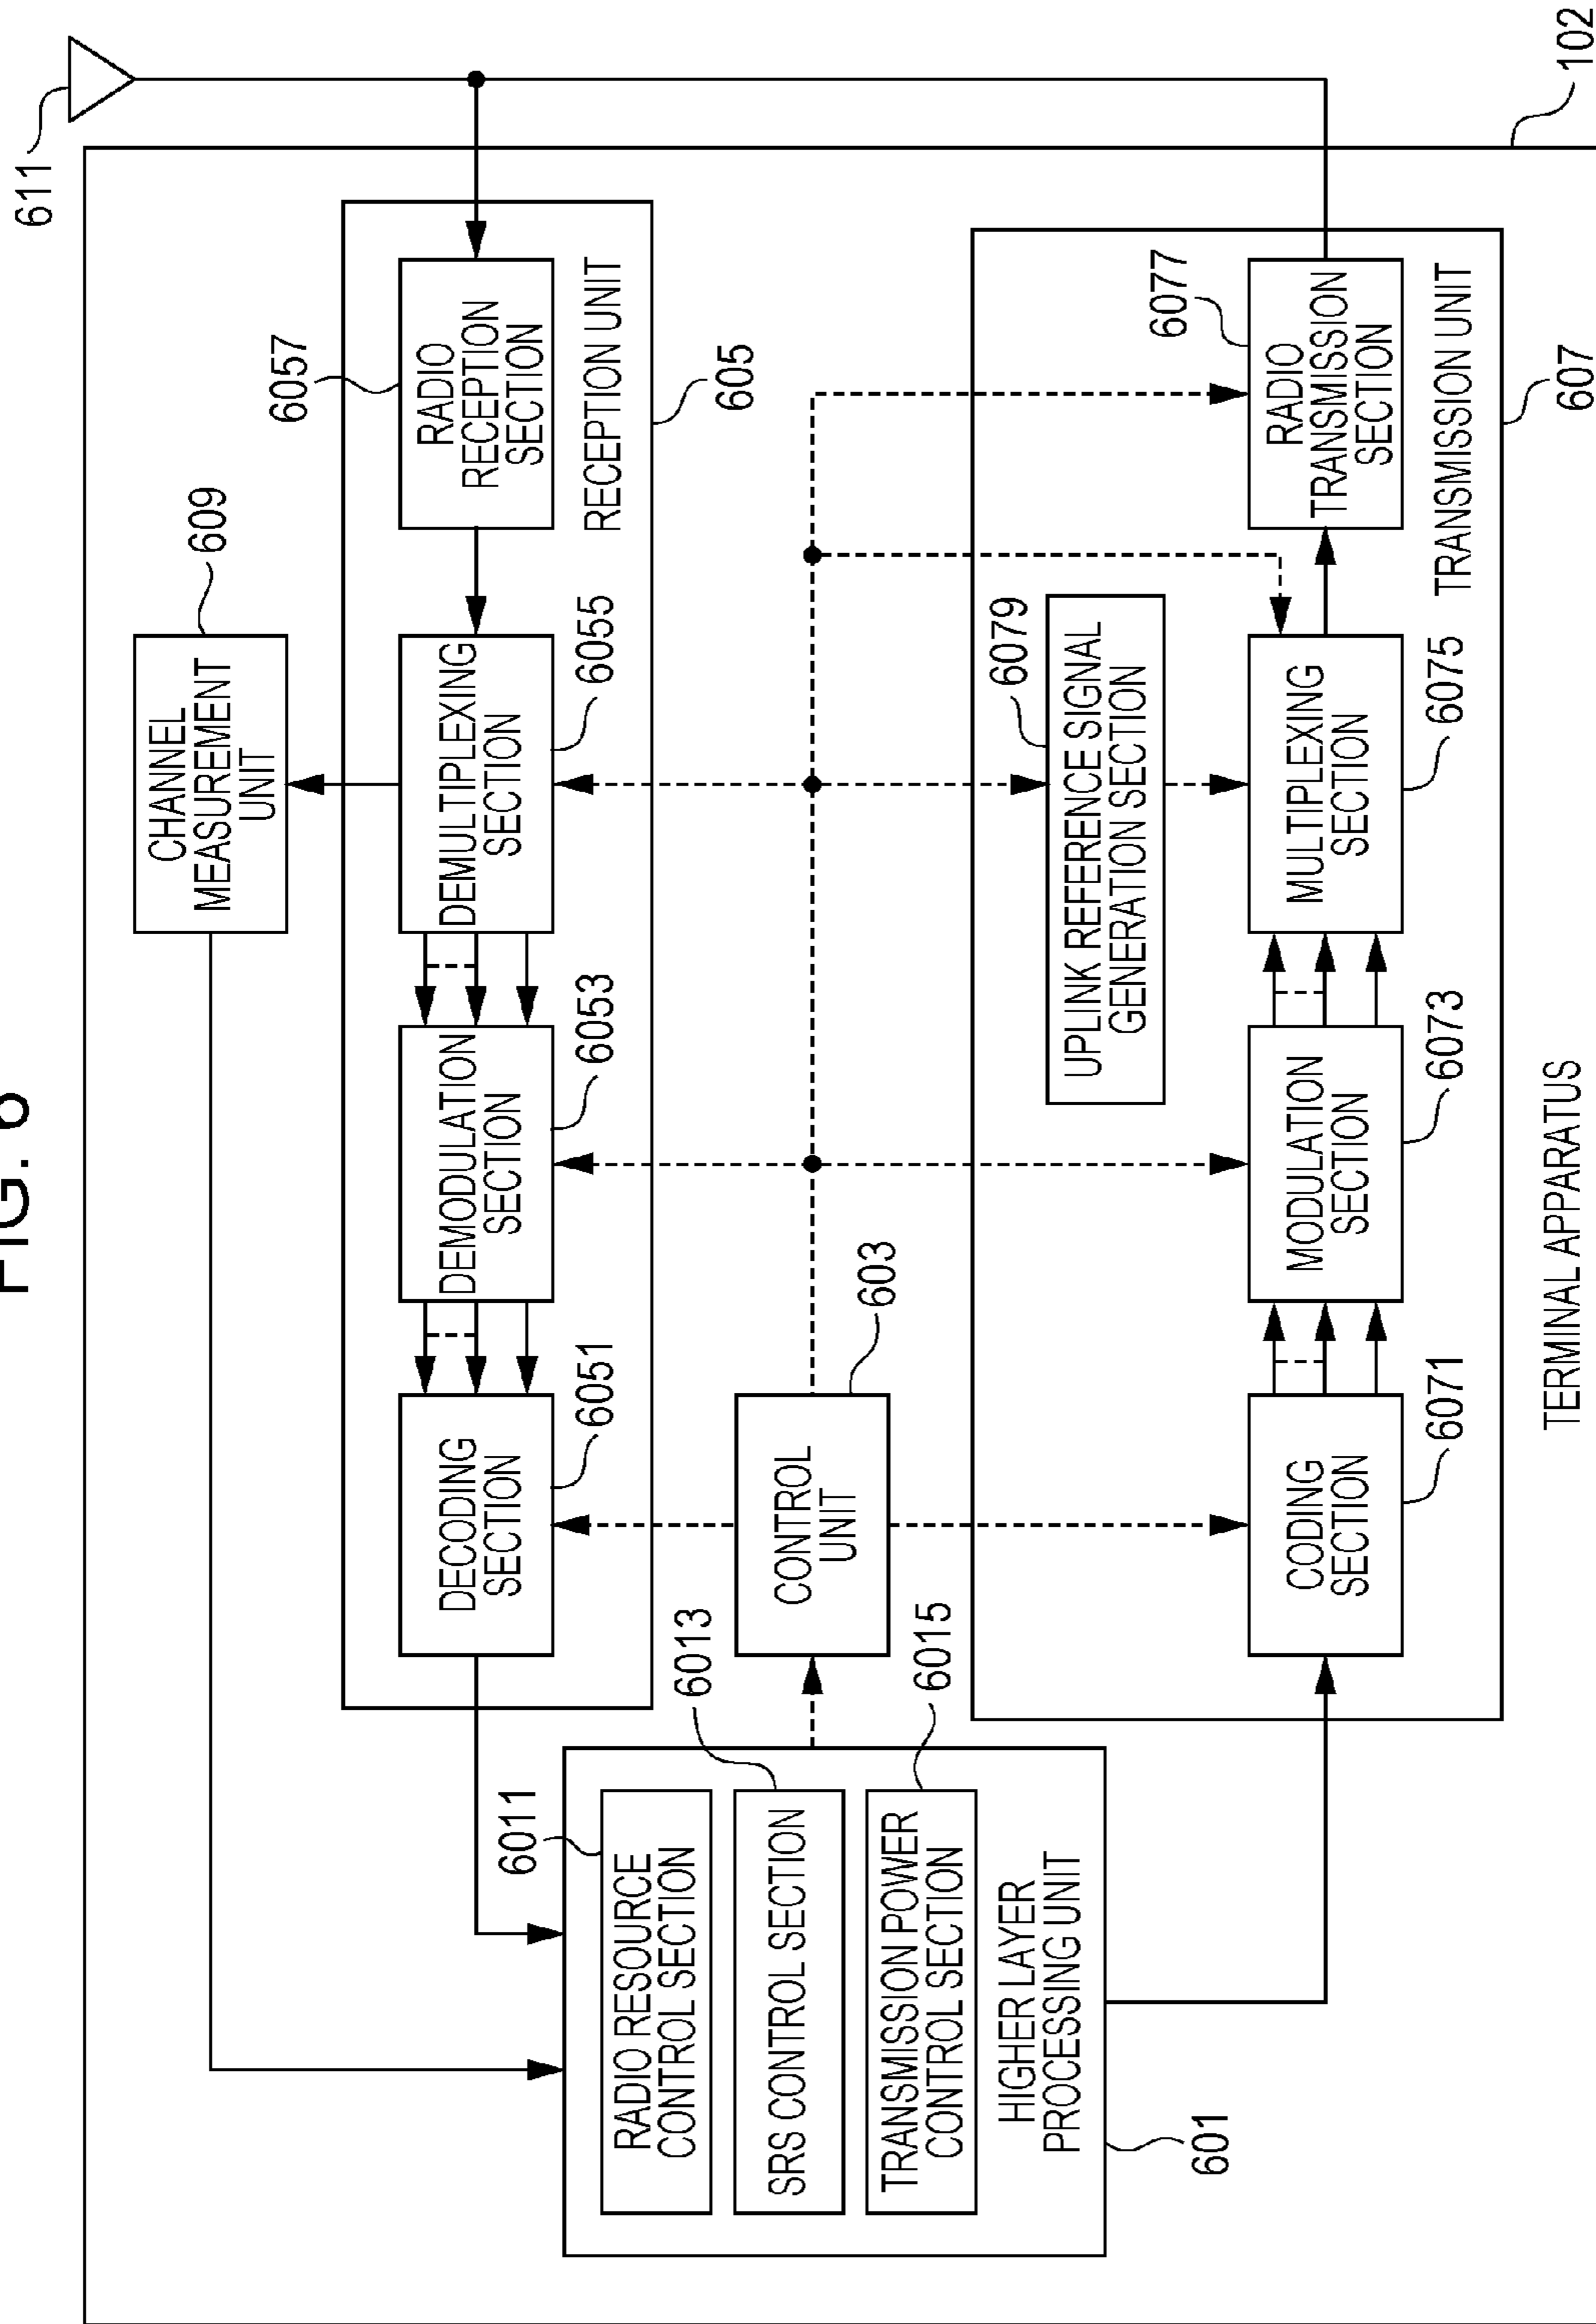 FIG. 6
611
CHANNEL
MEASUREMENT
UNIT
609
6057
DECODING
SECTION
6051
DEMODULATION
SECTION
6053
DEMULTIPLEXING
SECTION
6055
RADIO
RECEPTION
SECTION
RECEPTION UNIT
605
6011
RADIO RESOURCE
CONTROL SECTION
6013
SRS CONTROL SECTION
6015
TRANSMISSION POWER
CONTROL SECTION
HIGHER LAYER
PROCESSING UNIT
601
CONTROL
UNIT
603
UPLINK REFERENCE SIGNAL
GENERATION SECTION
6079
6077
CODING
SECTION
6071
MODULATION
SECTION
6073
MULTIPLEXING
SECTION
6075
RADIO
TRANSMISSION
SECTION
TRANSMISSION UNIT
607
TERMINAL APPARATUS
102